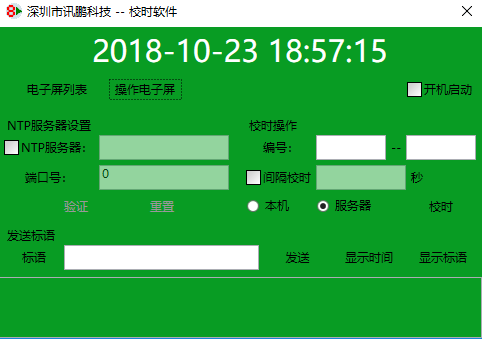 深圳市讯鹏科技 -- 校时软件
2018-10-23 18:57:15
电子屏列表 操作电子屏 开机启动
NTP服务器设置 校时操作
NTP服务器: 编号: --
端口号: 0 间隔校时 秒
验证 重置 本机 服务器 校时
发送标语
标语 发送 显示时间 显示标语